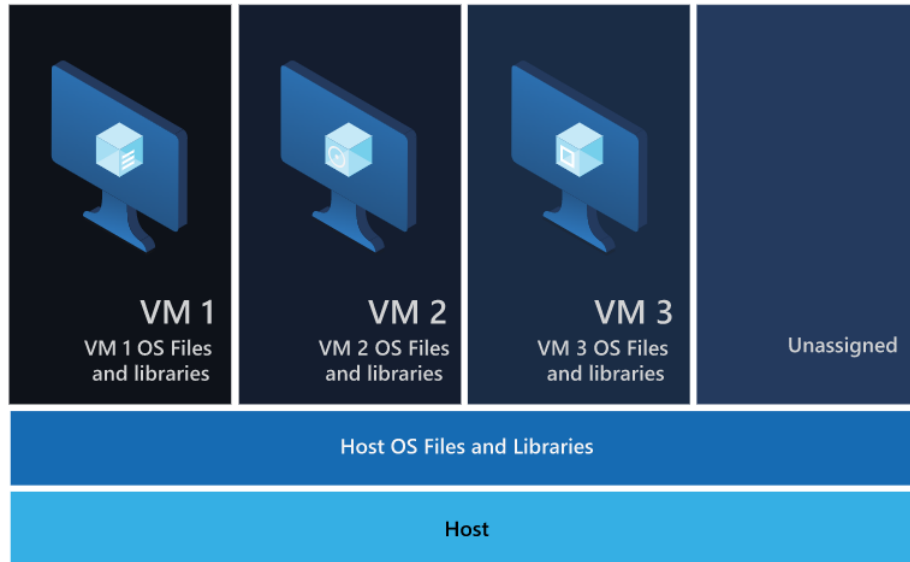 VM 1
VM 1 OS Files
and libraries
VM 2
VM 2 OS Files
and libraries
VM 3
VM 3 OS Files
and libraries
Unassigned
Host OS Files and Libraries
Host